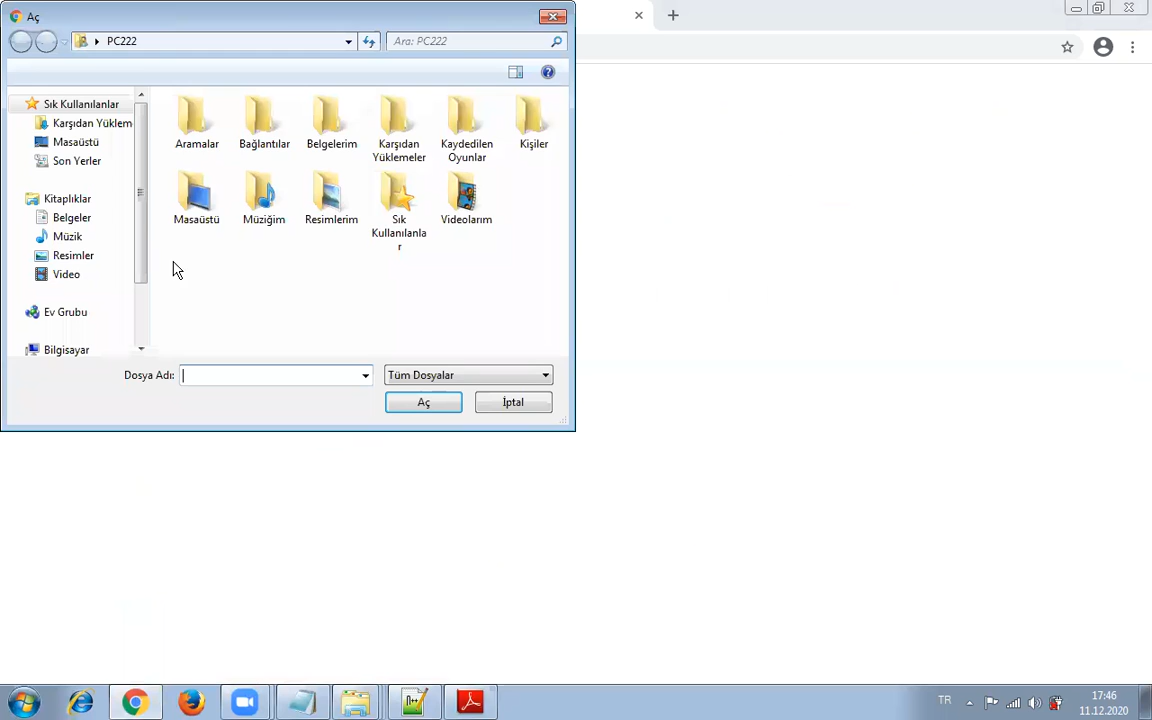 Aç
PC222
Ara: PC222
Sık Kullanılanlar
Karşıdan Yüklem
Masaüstü
Son Yerler
Kitaplıklar
Belgeler
Müzik
Resimler
Video
Ev Grubu
Bilgisayar
Aramalar
Bağlantılar
Belgelerim
Karşıdan
Yüklemeler
Kaydedilen
Oyunlar
Kişiler
Masaüstü
Müziğim
Resimlerim
Sık
Kullanılanla
r
Videolarım
Dosya Adı:
Tüm Dosyalar
Aç
İptal
TR
17:46
11.12.2020